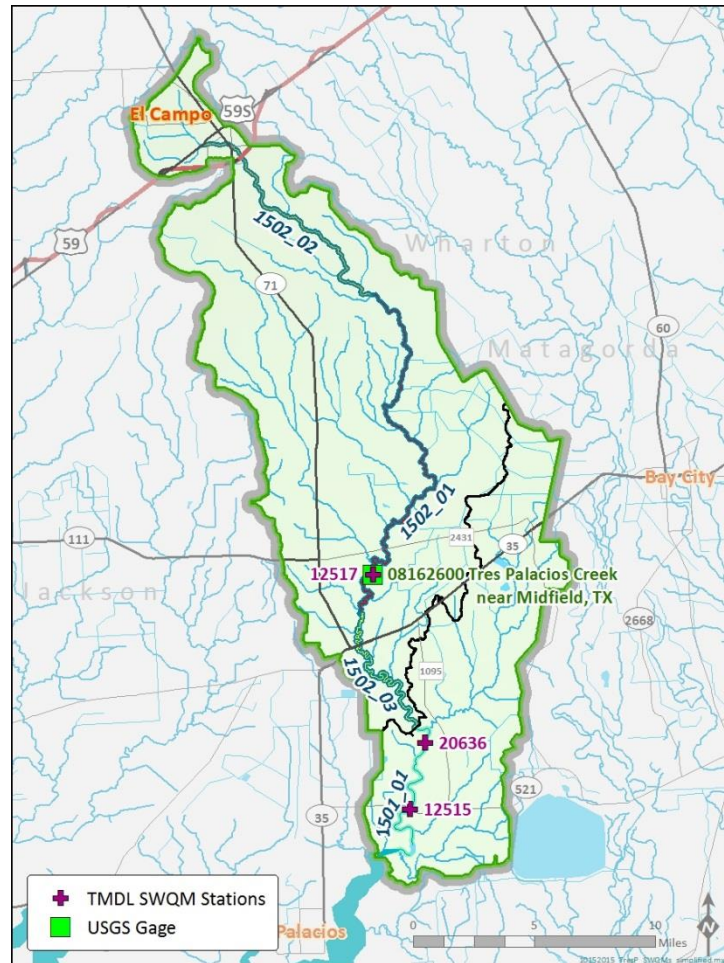 59S
El Campo
1502_02
59
Wharton
71
60
Matagorda
1502_01
Bay City
2431
35
111
12517
08162600 Tres Palacios Creek
near Midfield, TX
Jackson
2668
1502_03
1095
20636
1501_01
12515
521
35
TMDL SWQM Stations
USGS Gage
Palacios
0
5
10
Miles
N